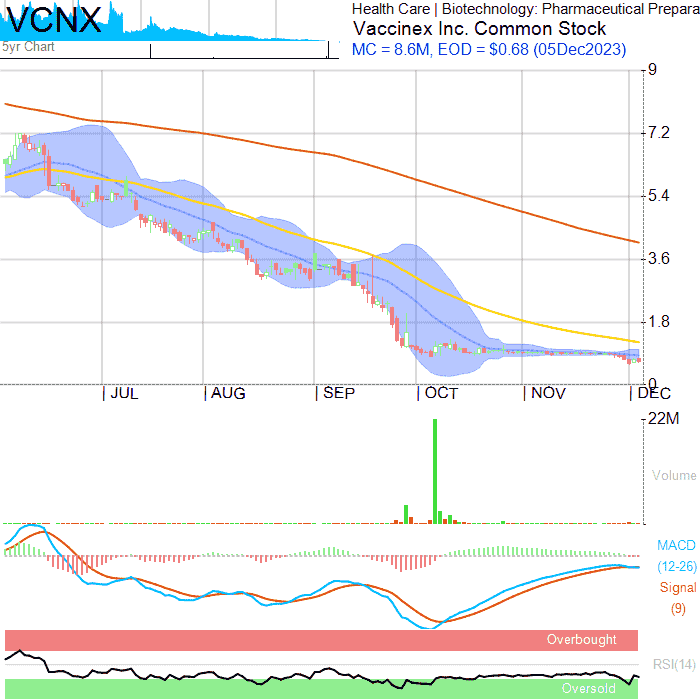 VCNX
Health Care | Biotechnology: Pharmaceutical Prepara
Vaccinex Inc. Common Stock
5yr Chart
MC = 8.6M, EOD = $0.68 (05Dec2023)
9
7.2
5.4
3.6
1.8
0
JUL AUG SEP OCT NOV DEC
22M
Volume
MACD
(12-26)
Signal
(9)
Overbought
RSI(14)
Oversold